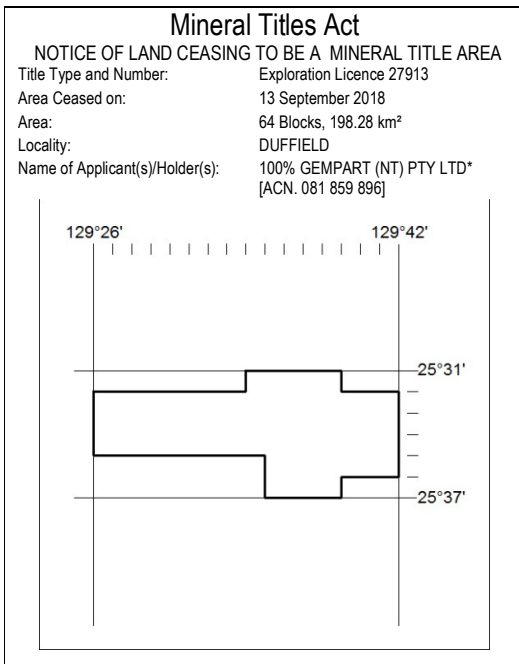 Mineral Titles Act
NOTICE OF LAND CEASING TO BE A MINERAL TITLE AREA
Title Type and Number: Exploration Licence 27913
Area Ceased on: 13 September 2018
Area: 64 Blocks, 198.28 km²
Locality: DUFFIELD
Name of Applicant(s)/Holder(s): 100% GEMPART (NT) PTY LTD*
[ACN. 081 859 896]
129°26' 129°42'
25°31'
25°37'